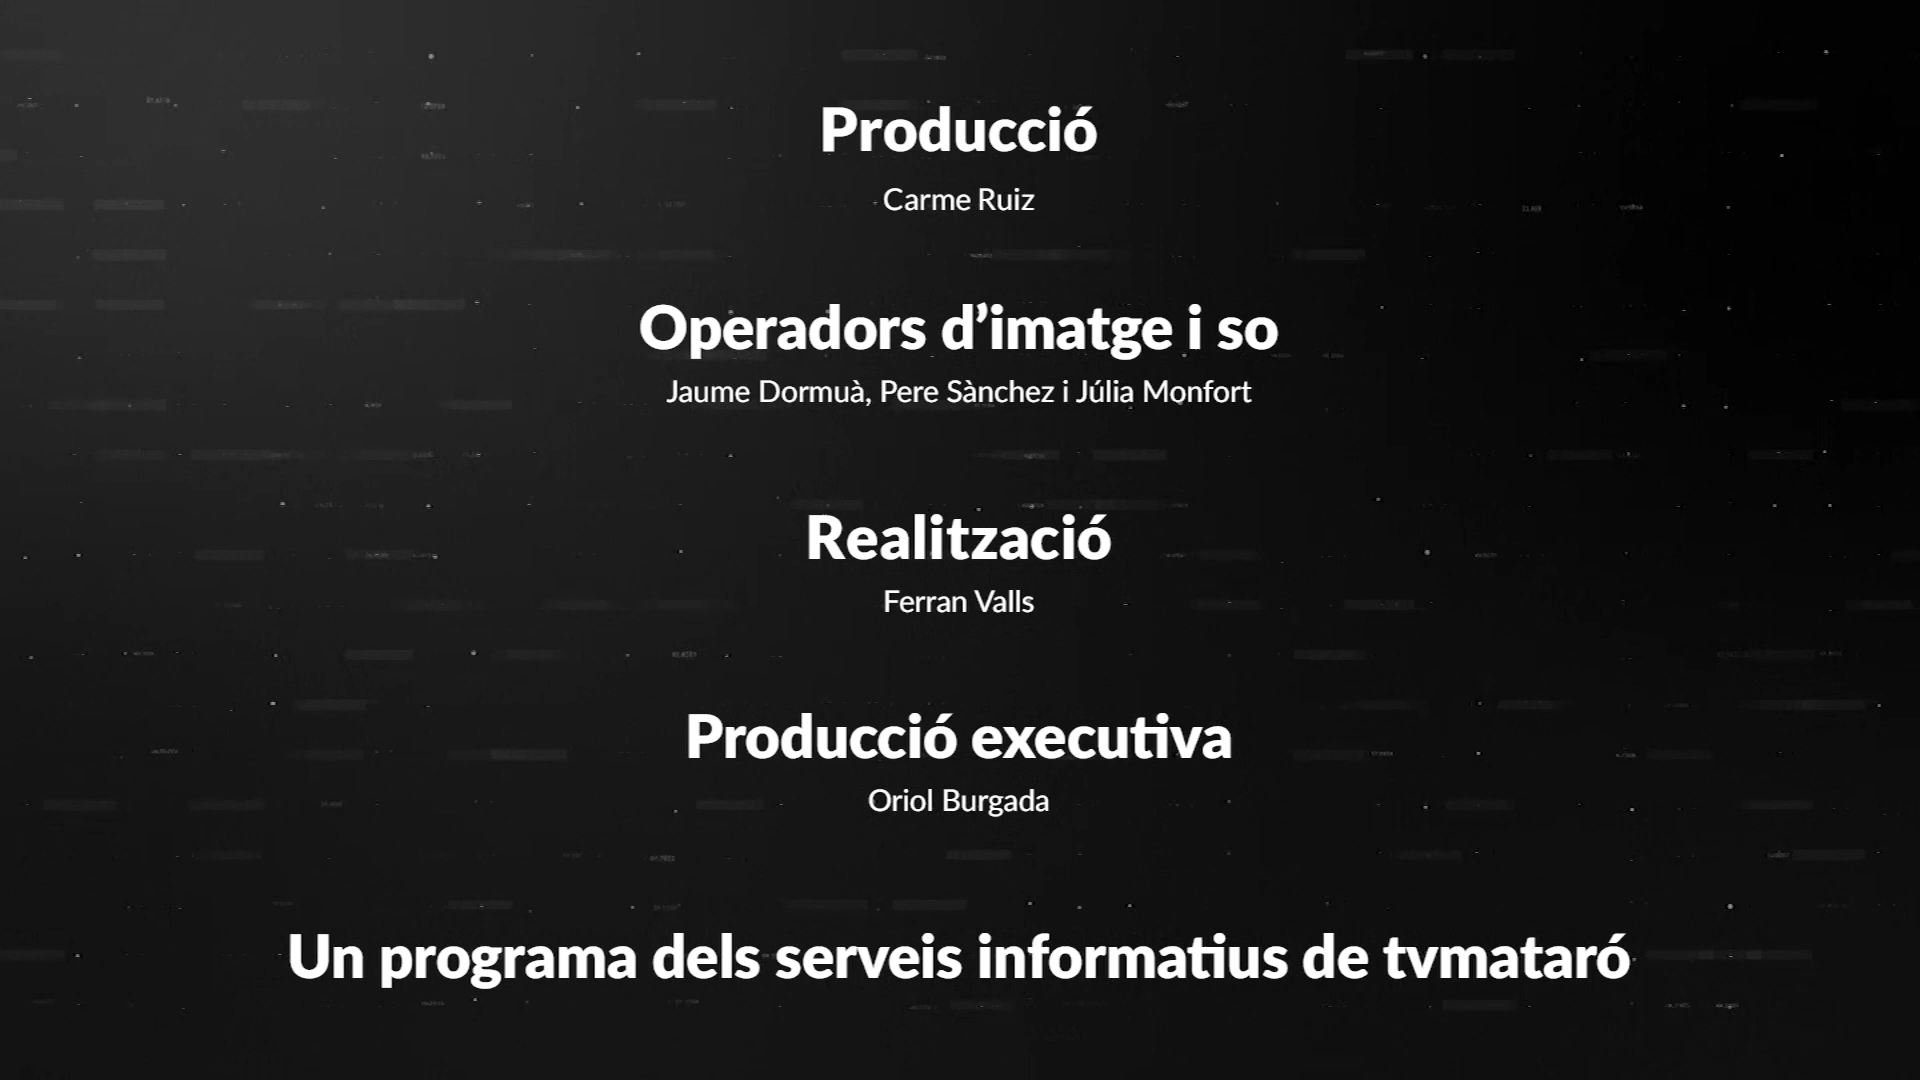 Producció
Carme Ruiz
Operadors d’imatge i so
Jaume Dormuà, Pere Sànchez i Júlia Monfort
Realització
Ferran Valls
Producció executiva
Oriol Burgada
Un programa dels serveis informatius de tvmataró